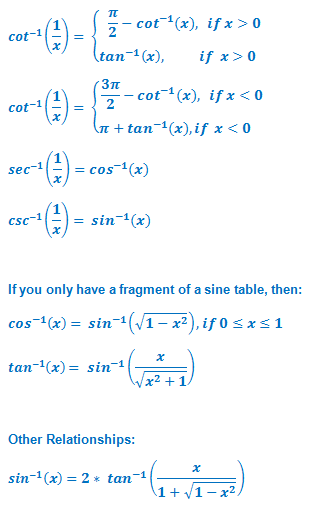 cot⁻¹(1/x) = { π/2 − cot⁻¹(x), if x > 0
tan⁻¹(x), if x > 0
cot⁻¹(1/x) = { 3π/2 − cot⁻¹(x), if x < 0
π + tan⁻¹(x), if x < 0
sec⁻¹(1/x) = cos⁻¹(x)
csc⁻¹(1/x) = sin⁻¹(x)
If you only have a fragment of a sine table, then:
cos⁻¹(x) = sin⁻¹(√(1 − x²)), if 0 ≤ x ≤ 1
tan⁻¹(x) = sin⁻¹(x/√(x² + 1))
Other Relationships:
sin⁻¹(x) = 2 * tan⁻¹(x/(1 + √(1 − x²)))